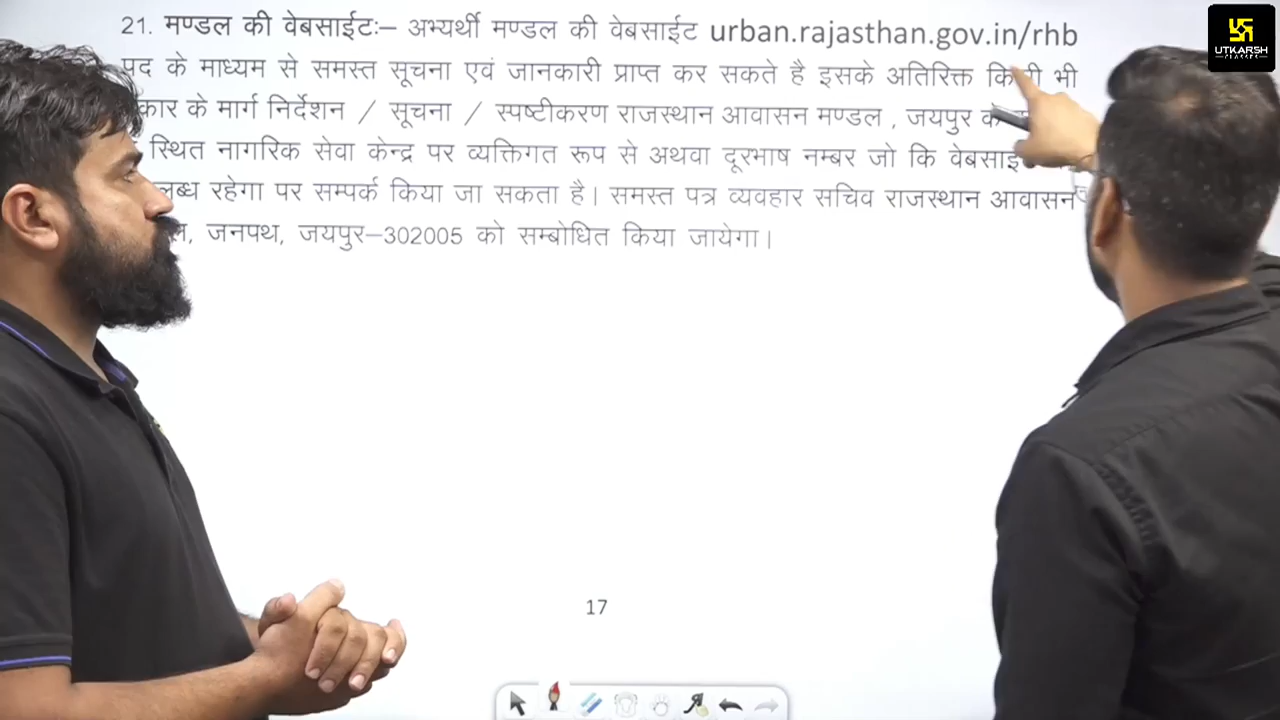 21. मण्डल की वेबसाईटः– अभ्यर्थी मण्डल की वेबसाईट urban.rajasthan.gov.in/rhb
पद के माध्यम से समस्त सूचना एवं जानकारी प्राप्त कर सकते है इसके अतिरिक्त भी
के मार्ग निर्देशन / सूचना / स्पष्टीकरण राजस्थान आवासन मण्डल , जयपुर के
स्थित नागरिक सेवा केन्द्र पर व्यक्तिगत रूप से अथवा दूरभाष नम्बर जो कि
रहेगा पर सम्पर्क किया जा सकता है। समस्त पत्र व्यवहार सचिव राजस्थान आवासन
जनपथ, जयपुर–302005 को सम्बोधित किया जायेगा।
17
UTKARSH
CLASSES